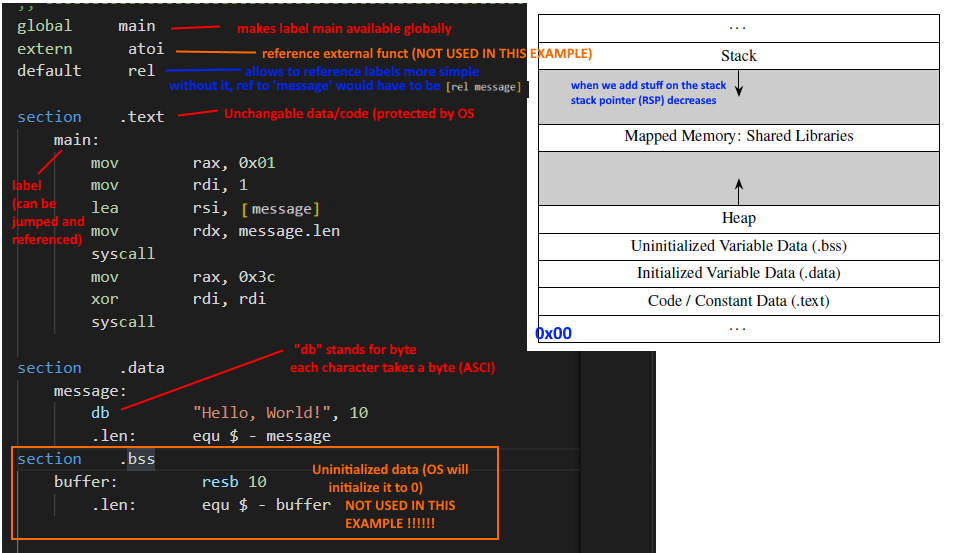 ;;
global main makes label main available globally
extern atoi reference external funct (NOT USED IN THIS EXAMPLE)
default rel allows to reference labels more simple
without it, ref to 'message' would have to be [rel message]
section .text Unchangable data/code (protected by OS
main:
mov rax, 0x01
mov rdi, 1
label
(can be
jumped and
referenced)
lea rsi, [message]
mov rdx, message.len
syscall
mov rax, 0x3c
xor rdi, rdi
syscall
"db" stands for byte
each character takes a byte (ASCI)
section .data
message:
db "Hello, World!", 10
.len: equ $ - message
section .bss
buffer: resb 10
.len: equ $ - buffer
Uninitialized data (OS will
initialize it to 0)
NOT USED IN THIS
EXAMPLE !!!!!!
...
Stack
when we add stuff on the stack
stack pointer (RSP) decreases
Mapped Memory: Shared Libraries
Heap
Uninitialized Variable Data (.bss)
Initialized Variable Data (.data)
Code / Constant Data (.text)
...
0x00